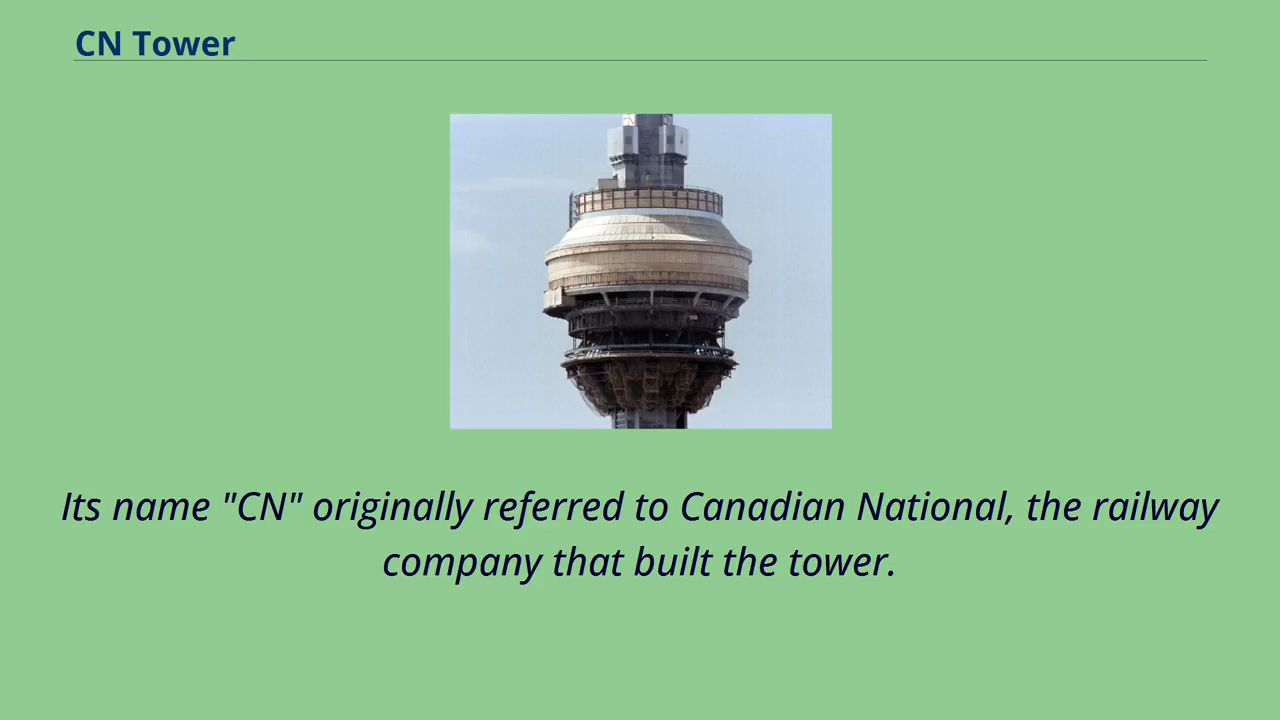 CN Tower
Its name "CN" originally referred to Canadian National, the railway
company that built the tower.